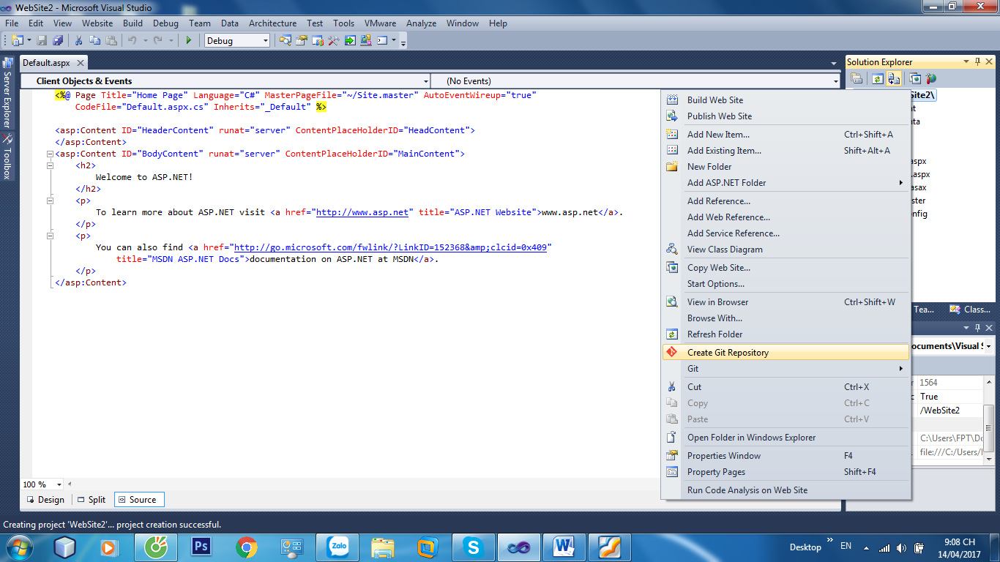 WebSite2 - Microsoft Visual Studio
File Edit View Website Build Debug Team Data Architecture Test Tools VMware Analyze Window Help
Debug
Server Explorer
Toolbox
Default.aspx
Client Objects & Events (No Events)
<%@ Page Title="Home Page" Language="C#" MasterPageFile="~/Site.master" AutoEventWireup="true"
CodeFile="Default.aspx.cs" Inherits="_Default" %>
<asp:Content ID="HeaderContent" runat="server" ContentPlaceHolderID="HeadContent">
</asp:Content>
<asp:Content ID="BodyContent" runat="server" ContentPlaceHolderID="MainContent">
<h2>
Welcome to ASP.NET!
</h2>
<p>
To learn more about ASP.NET visit <a href="http://www.asp.net" title="ASP.NET Website">www.asp.net</a>.
</p>
<p>
You can also find <a href="http://go.microsoft.com/fwlink/?LinkID=152368&amp;clcid=0x409"
title="MSDN ASP.NET Docs">documentation on ASP.NET at MSDN</a>.
</p>
</asp:Content>
100 %
Design Split Source
Build Web Site
Publish Web Site
Add New Item... Ctrl+Shift+A
Add Existing Item... Shift+Alt+A
New Folder
Add ASP.NET Folder
Add Reference...
Add Web Reference...
Add Service Reference...
View Class Diagram
Copy Web Site...
Start Options...
View in Browser Ctrl+Shift+W
Browse With...
Refresh Folder
Create Git Repository
Git
Cut Ctrl+X
Copy Ctrl+C
Paste Ctrl+V
Open Folder in Windows Explorer
Properties Window F4
Property Pages Shift+F4
Run Code Analysis on Web Site
Solution Explorer
ite2\
nt
ata
aspx
.aspx
asax
ster
nfig
Tea... Class...
ocuments\Visual S
1564
True
/WebSite2
C:\Users\FPT\Do
file:///C:/Users/
Creating project 'WebSite2'... project creation successful.
Ps
Zalo
S
W
Desktop EN
9:08 CH
14/04/2017